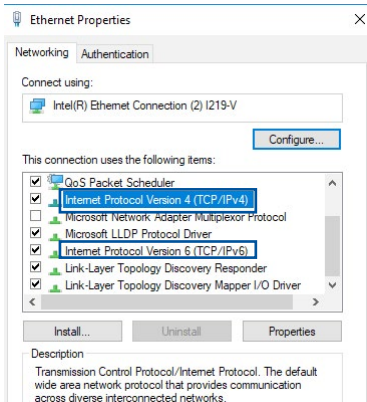 Ethernet Properties
Networking Authentication
Connect using:
Intel(R) Ethernet Connection (2) I219-V
Configure...
This connection uses the following items:
QoS Packet Scheduler
Internet Protocol Version 4 (TCP/IPv4)
Microsoft Network Adapter Multiplexor Protocol
Microsoft LLDP Protocol Driver
Internet Protocol Version 6 (TCP/IPv6)
Link-Layer Topology Discovery Responder
Link-Layer Topology Discovery Mapper I/O Driver
Install... Uninstall Properties
Description
Transmission Control Protocol/Internet Protocol. The default
wide area network protocol that provides communication
across diverse interconnected networks.